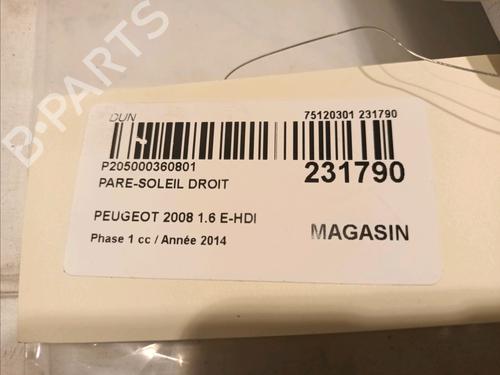 B-PARTS
DUN 75120301 231790
P205000360801
231790
PARE-SOLEIL DROIT
PEUGEOT 2008 1.6 E-HDI
Phase 1 cc / Année 2014
MAGASIN